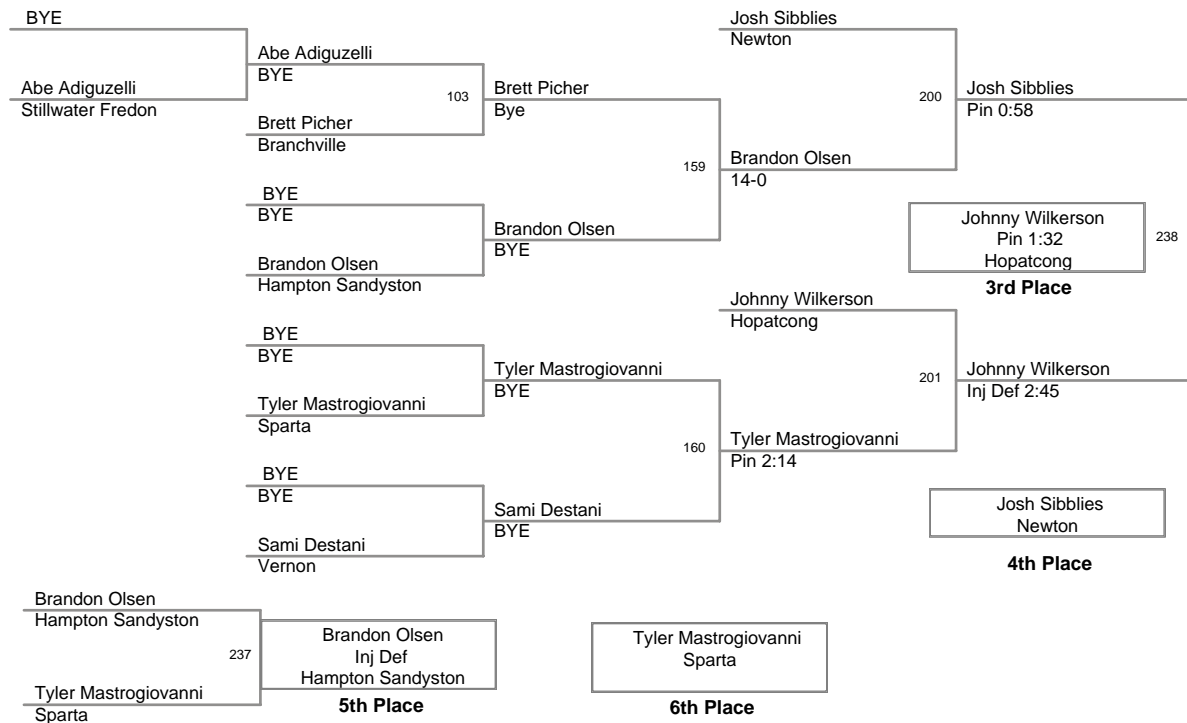 BYE
Abe Adiguzelli
Stillwater Fredon
Abe Adiguzelli
BYE
103
Brett Picher
Branchville
Brett Picher
Bye
BYE
BYE
Brandon Olsen
Hampton Sandyston
Brandon Olsen
BYE
159
Josh Sibblies
Newton
Brandon Olsen
14-0
200
Josh Sibblies
Pin 0:58
Johnny Wilkerson
Pin 1:32
Hopatcong
238
3rd Place
BYE
BYE
Tyler Mastrogiovanni
Sparta
Tyler Mastrogiovanni
BYE
BYE
BYE
Sami Destani
Vernon
Sami Destani
BYE
160
Johnny Wilkerson
Hopatcong
Tyler Mastrogiovanni
Pin 2:14
201
Johnny Wilkerson
Inj Def 2:45
Josh Sibblies
Newton
4th Place
Brandon Olsen
Hampton Sandyston
237
Tyler Mastrogiovanni
Sparta
Brandon Olsen
Inj Def
Hampton Sandyston
5th Place
Tyler Mastrogiovanni
Sparta
6th Place